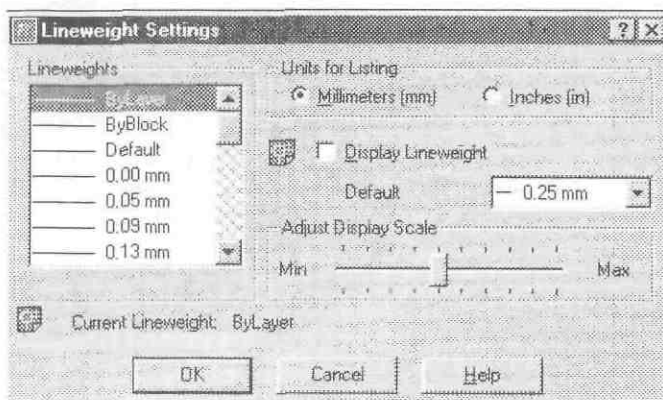 Lineweight Settings
Lineweights
ByLayer
ByBlock
Default
0.00 mm
0.05 mm
0.09 mm
0.13 mm
Units for Listing
Millimeters (mm) Inches (in)
Display Lineweight
Default 0.25 mm
Adjust Display Scale
Min Max
Current Lineweight: ByLayer
OK Cancel Help